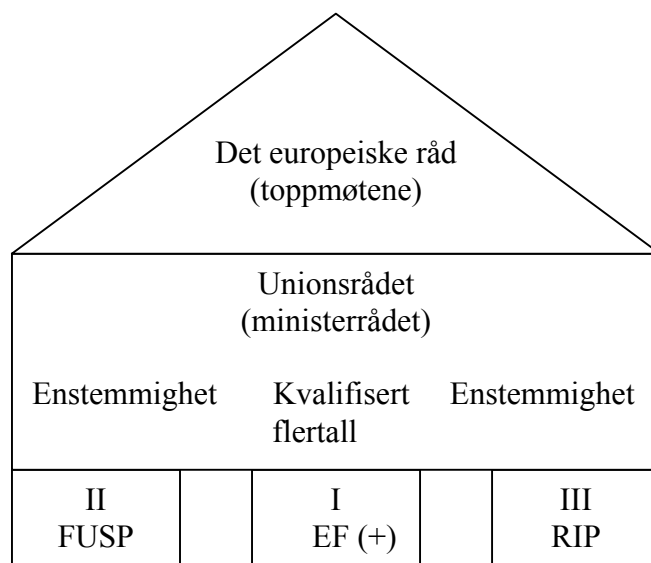 Det europeiske råd
(toppmøtene)
Unionsrådet
(ministerrådet)
Enstemmighet
Kvalifisert
flertall
Enstemmighet
II
FUSP
I
EF (+)
III
RIP